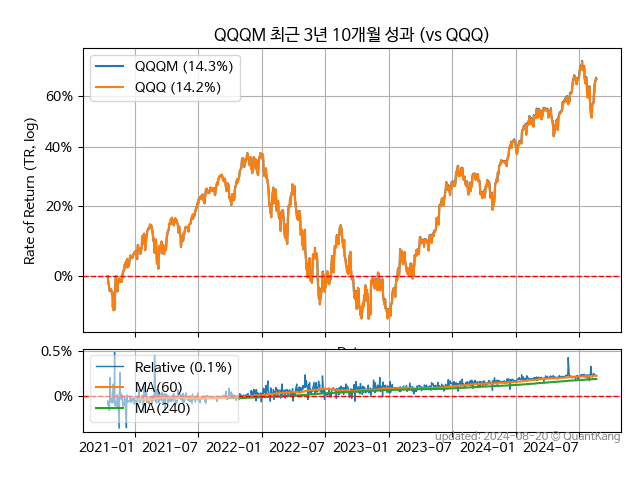 QQQM 최근 3년 10개월 성과 (vs QQQ)
QQQM (14.3%)
QQQ (14.2%)
Rate of Return (TR, log)
60%
40%
20%
0%
0.5%
0%
Relative (0.1%)
MA(60)
MA(240)
2021-01 2021-07 2022-01 2022-07 2023-01 2023-07 2024-01 2024-07
updated: 2024-08-20 © QuantKang